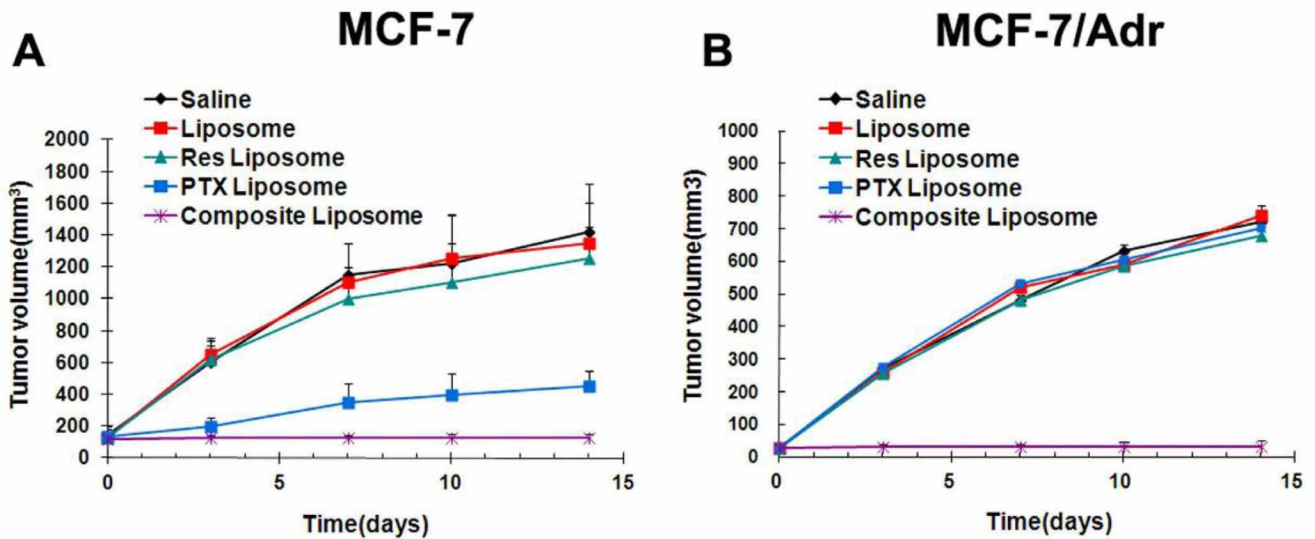 A
MCF-7
Saline
Liposome
Res Liposome
PTX Liposome
Composite Liposome
2000
1800
1600
1400
1200
1000
800
600
400
200
0
Tumor volume(mm³)
0
5
10
15
Time(days)
B
MCF-7/Adr
Saline
Liposome
Res Liposome
PTX Liposome
Composite Liposome
1000
900
800
700
600
500
400
300
200
100
0
Tumor volume(mm3)
0
5
10
15
Time(days)